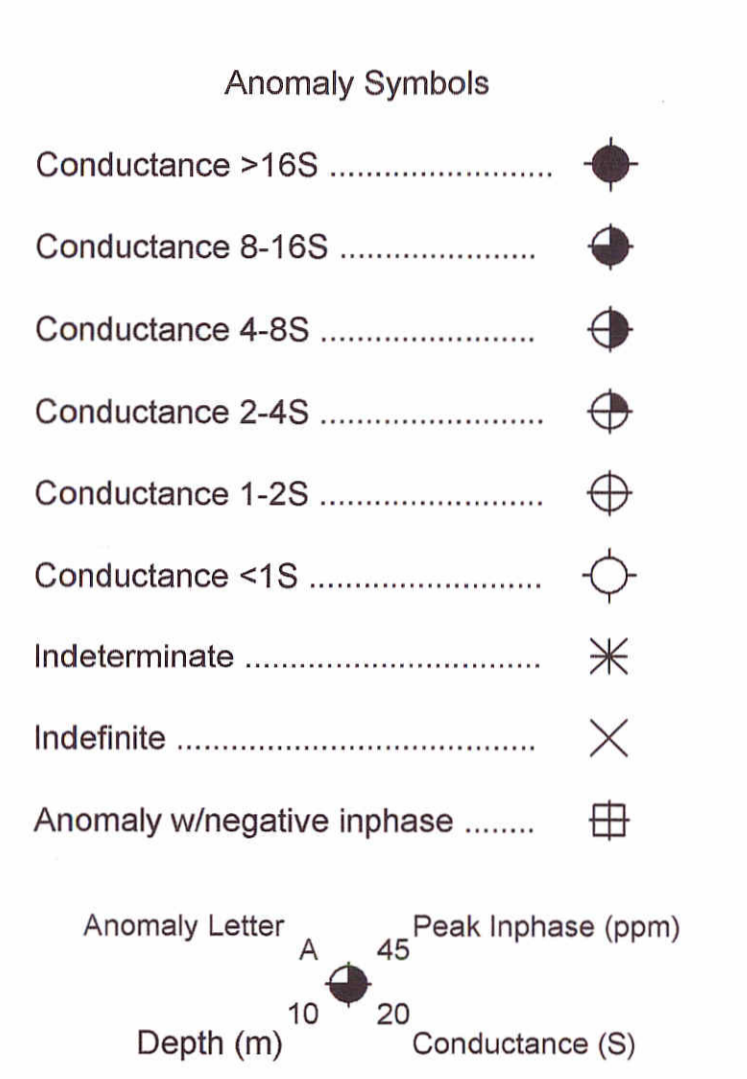 Anomaly Symbols
Conductance >16S .........................
Conductance 8-16S ......................
Conductance 4-8S ........................
Conductance 2-4S .........................
Conductance 1-2S .........................
Conductance <1S ..........................
Indeterminate .................................
Indefinite ........................................
Anomaly w/negative inphase ........
Anomaly Letter A 45 Peak Inphase (ppm)
10 20
Depth (m) Conductance (S)